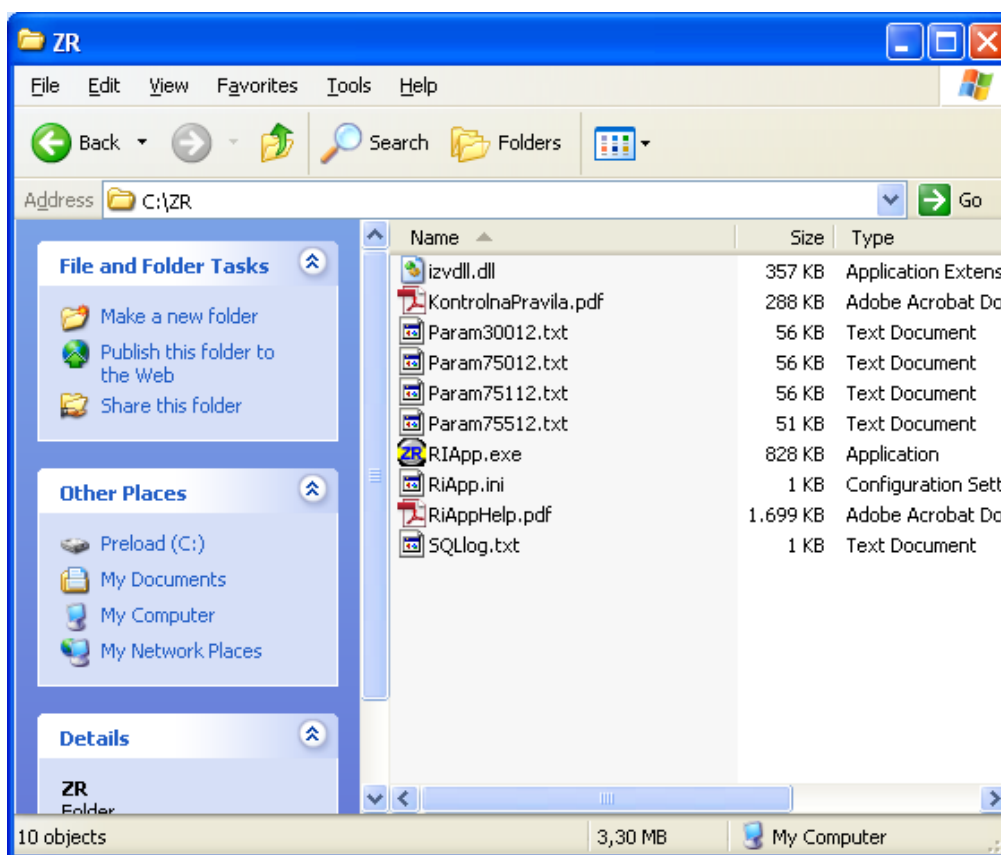 ZR
File Edit View Favorites Tools Help
Back Search Folders
Address C:\ZR Go
File and Folder Tasks
Make a new folder
Publish this folder to
the Web
Share this folder
Other Places
Preload (C:)
My Documents
My Computer
My Network Places
Details
ZR
Folder
Name Size Type
izvdll.dll 357 KB Application Extens
KontrolnaPravila.pdf 288 KB Adobe Acrobat Do
Param30012.txt 56 KB Text Document
Param75012.txt 56 KB Text Document
Param75112.txt 56 KB Text Document
Param75512.txt 51 KB Text Document
ZR RIApp.exe 828 KB Application
RiApp.ini 1 KB Configuration Sett
RiAppHelp.pdf 1.699 KB Adobe Acrobat Do
SQLlog.txt 1 KB Text Document
10 objects 3,30 MB My Computer